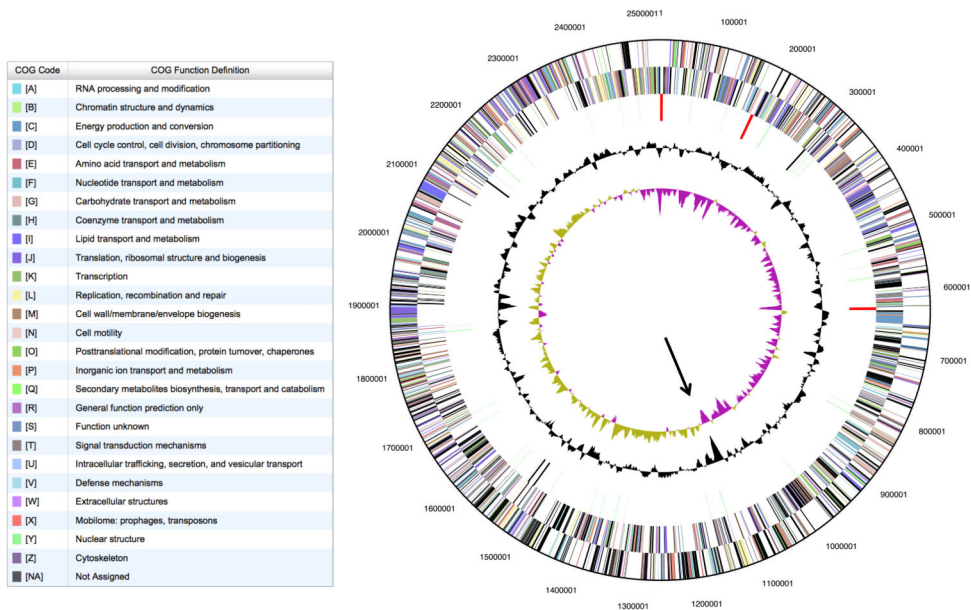 COG Code COG Function Definition
[A] RNA processing and modification
[B] Chromatin structure and dynamics
[C] Energy production and conversion
[D] Cell cycle control, cell division, chromosome partitioning
[E] Amino acid transport and metabolism
[F] Nucleotide transport and metabolism
[G] Carbohydrate transport and metabolism
[H] Coenzyme transport and metabolism
[I] Lipid transport and metabolism
[J] Translation, ribosomal structure and biogenesis
[K] Transcription
[L] Replication, recombination and repair
[M] Cell wall/membrane/envelope biogenesis
[N] Cell motility
[O] Posttranslational modification, protein turnover, chaperones
[P] Inorganic ion transport and metabolism
[Q] Secondary metabolites biosynthesis, transport and catabolism
[R] General function prediction only
[S] Function unknown
[T] Signal transduction mechanisms
[U] Intracellular trafficking, secretion, and vesicular transport
[V] Defense mechanisms
[W] Extracellular structures
[X] Mobilome: prophages, transposons
[Y] Nuclear structure
[Z] Cytoskeleton
[NA] Not Assigned
25000011
100001
200001
300001
400001
500001
600001
700001
800001
900001
1000001
1100001
1200001
1300001
1400001
1500001
1600001
1700001
1800001
1900001
2000001
2100001
2200001
2300001
2400001